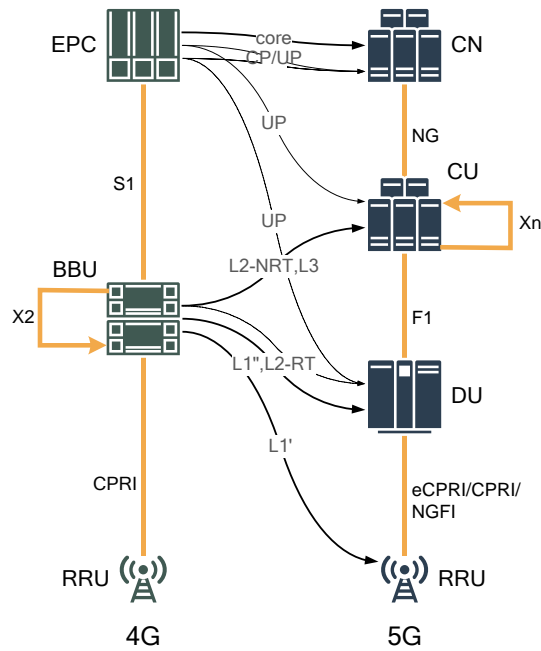 EPC
core
CN
CP/UP
UP
NG
CU
S1
UP
Xn
BBU
L2-NRT,L3
X2
F1
L1",L2-RT
DU
L1'
CPRI
eCPRI/CPRI/
NGFI
RRU
RRU
4G
5G